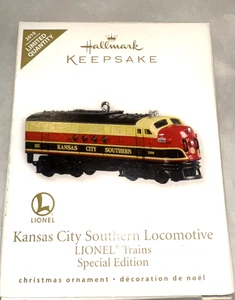 2010
LIMITED
QUANTITY
Hallmark
KEEPSAKE
KANSAS CITY SOUTHERN
L
LIONEL
Kansas City Southern Locomotive
LIONEL® Trains
Special Edition
christmas ornament • décoration de noël